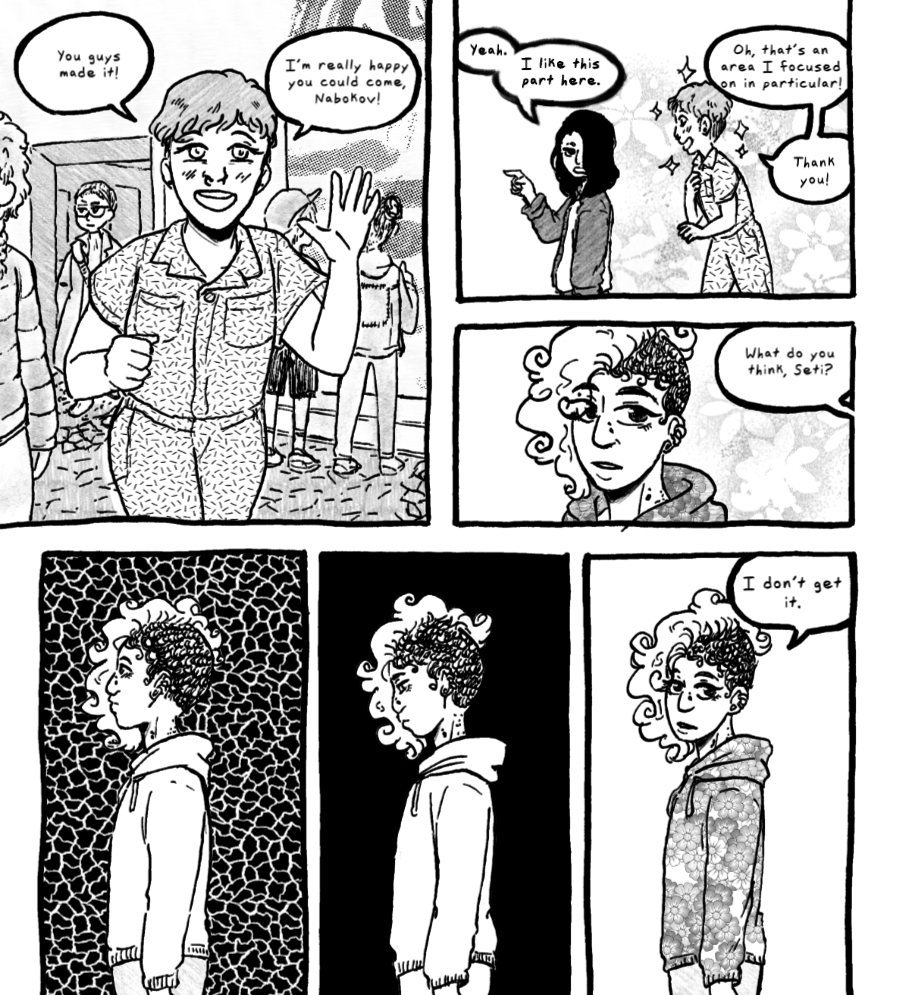 You guys
made it!
I'm really happy
you could come,
Nabokov!
Yeah.
I like this
part here.
Oh, that's an
area I focused
on in particular!
Thank
you!
What do you
think, Seti?
I don't get
it.